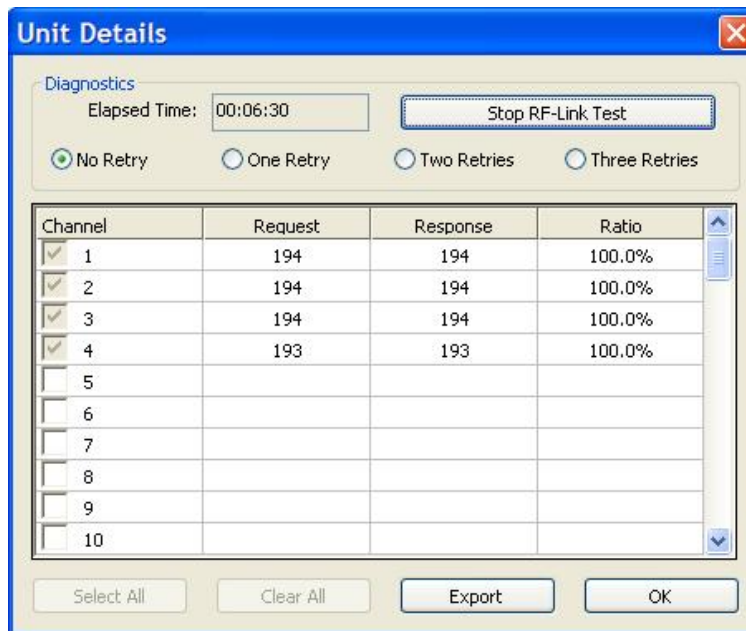 Unit Details
Diagnostics
Elapsed Time: 00:06:30 Stop RF-Link Test
No Retry One Retry Two Retries Three Retries
Channel Request Response Ratio
1 194 194 100.0%
2 194 194 100.0%
3 194 194 100.0%
4 193 193 100.0%
5
6
7
8
9
10
Select All Clear All Export OK